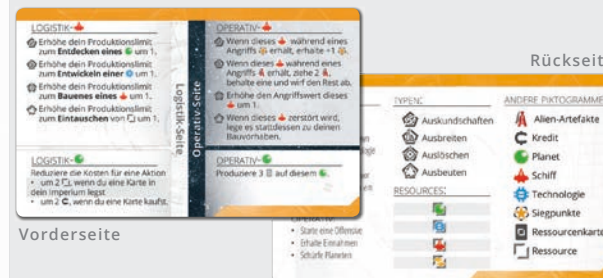 LOGISTIK-
Erhöhe dein Produktionslimit
zum Entdecken eines um 1.
Erhöhe dein Produktionslimit
zum Entwickeln einer um 1.
Erhöhe dein Produktionslimit
zum Bauenes eines um 1.
Erhöhe dein Produktionslimit
zum Eintauschen von um 1.
LOGISTIK-
Reduziere die Kosten für eine Aktion
• um 2, wenn du eine Karte in
dein Imperium legst
• um 2, wenn du eine Karte kaufst.
Logistik-Seite
Operativ-Seite
OPERATIV-
Wenn dieses während eines
Angriffs erhält, erhalte +1.
Wenn dieses während eines
Angriffs erhält, ziehe 2,
behalte eine und wirf den Rest ab.
Erhöhe den Angriffswert dieses
um 1.
Wenn dieses zerstört wird,
lege es stattdessen zu deinen
Bauvorhaben.
OPERATIV-
Produziere 3 auf diesem.
Vorderseite
Rückseit
TYPEN:
Auskundschaften
Ausbreiten
Auslöschen
Ausbeuten
RESOURCES:
ANDERE PIKTOGRAMME
Alien-Artefakte
Kredit
Planet
Schiff
Technologie
Siegpunkte
Ressourcenkarte
Ressource
OPERATIV:
• Starte eine Offensive
• Erhalte Einnahmen
• Schürfe Planeten